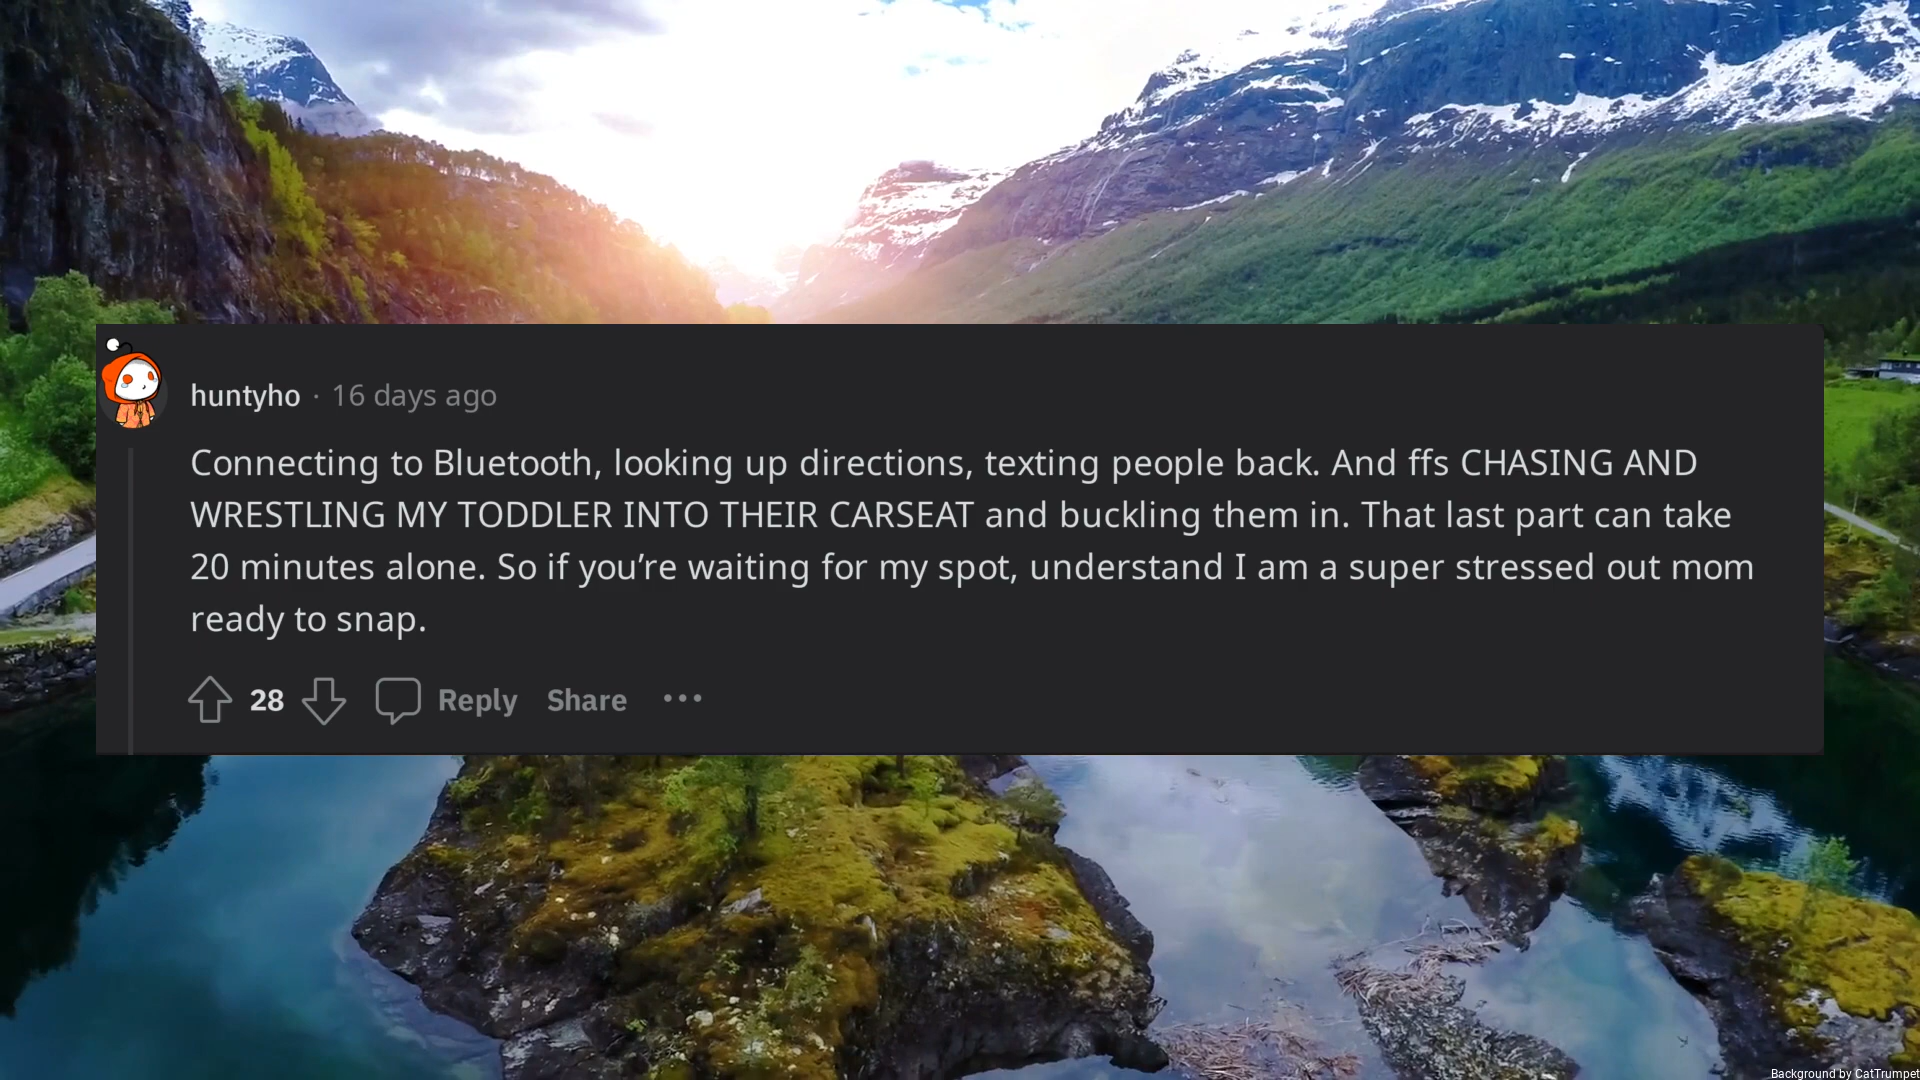 huntyho · 16 days ago
Connecting to Bluetooth, looking up directions, texting people back. And ffs CHASING AND
WRESTLING MY TODDLER INTO THEIR CARSEAT and buckling them in. That last part can take
20 minutes alone. So if you’re waiting for my spot, understand I am a super stressed out mom
ready to snap.
28 Reply Share ···
Background by CatTrumpet